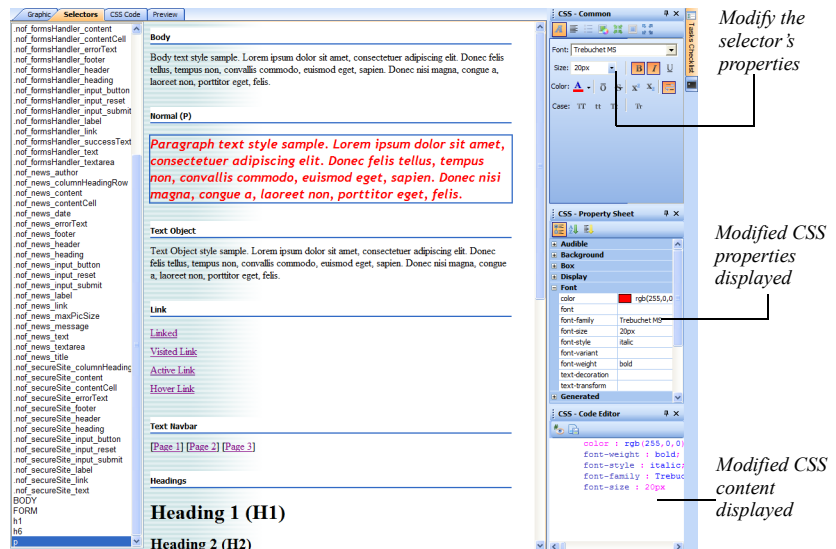 Graphic Selectors CSS Code Preview
.nof_formsHandler_content
.nof_formsHandler_contentCell
.nof_formsHandler_errorText
.nof_formsHandler_footer
.nof_formsHandler_header
.nof_formsHandler_heading
.nof_formsHandler_input_button
.nof_formsHandler_input_reset
.nof_formsHandler_input_submit
.nof_formsHandler_label
.nof_formsHandler_link
.nof_formsHandler_successText
.nof_formsHandler_text
.nof_formsHandler_textarea
.nof_news_author
.nof_news_columnHeadingRow
.nof_news_content
.nof_news_contentCell
.nof_news_date
.nof_news_errorText
.nof_news_footer
.nof_news_header
.nof_news_heading
.nof_news_input_button
.nof_news_input_reset
.nof_news_input_submit
.nof_news_label
.nof_news_link
.nof_news_maxPicSize
.nof_news_message
.nof_news_text
.nof_news_textarea
.nof_news_title
.nof_secureSite_columnHeading
.nof_secureSite_content
.nof_secureSite_contentCell
.nof_secureSite_errorText
.nof_secureSite_footer
.nof_secureSite_header
.nof_secureSite_heading
.nof_secureSite_input_button
.nof_secureSite_input_reset
.nof_secureSite_input_submit
.nof_secureSite_label
.nof_secureSite_link
.nof_secureSite_text
BODY
FORM
h1
h6
p
Body
Body text style sample. Lorem ipsum dolor sit amet, consectetuer adipiscing elit. Donec felis
tellus, tempus non, convallis commodo, euismod eget, sapien. Donec nisi magna, congue a,
laoreet non, porttitor eget, felis.
Normal (P)
Paragraph text style sample. Lorem ipsum dolor sit amet,
consectetuer adipiscing elit. Donec felis tellus, tempus
non, convallis commodo, euismod eget, sapien. Donec nisi
magna, congue a, laoreet non, porttitor eget, felis.
Text Object
Text Object style sample. Lorem ipsum dolor sit amet, consectetuer adipiscing elit. Donec
felis tellus, tempus non, convallis commodo, euismod eget, sapien. Donec nisi magna, congue
a, laoreet non, porttitor eget, felis.
Link
Linked
Visited Link
Active Link
Hover Link
Text Navbar
[Page 1] [Page 2] [Page 3]
Headings
Heading 1 (H1)
Heading 2 (H2)
CSS - Common
Font: Trebuchet MS
Size: 20px B I U
Color: A O S X² X₂
Case: TT tt Tt Tr
Tasks Checklist
CSS - Property Sheet
Audible
Background
Box
Display
Font
color rgb(255,0,0
font
font-family Trebuchet MS
font-size 20px
font-style italic
font-variant
font-weight bold
text-decoration
text-transform
Generated
CSS - Code Editor
color : rgb(255,0,0)
font-weight : bold;
font-style : italic;
font-family : Trebuc
font-size : 20px
Modify the
selector’s
properties
Modified CSS
properties
displayed
Modified CSS
content
displayed